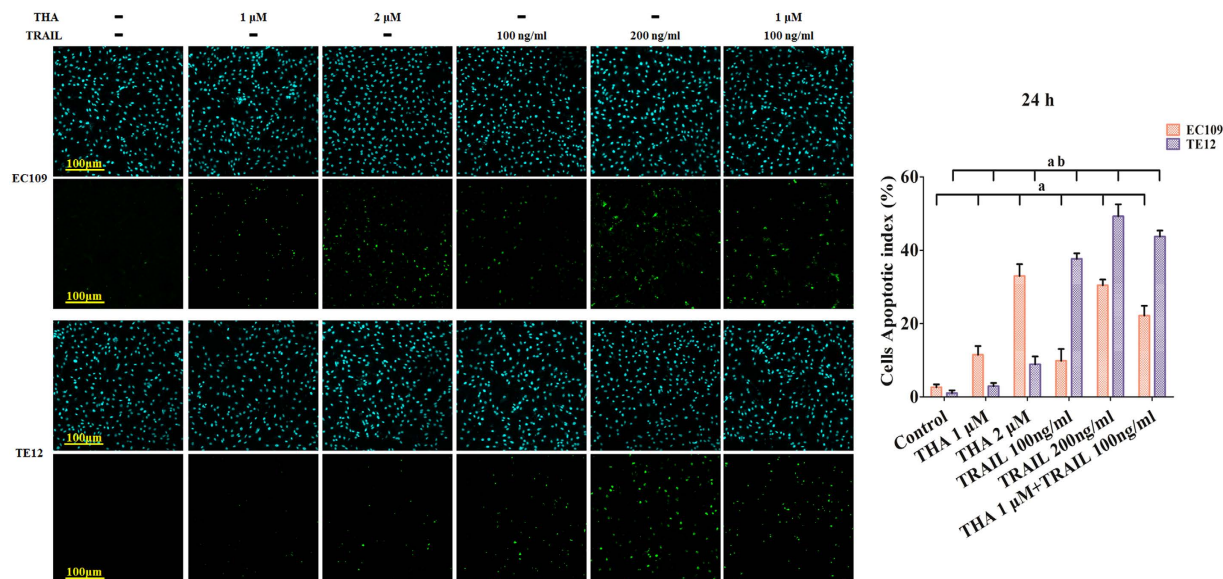 THA - 1 μM 2 μM - - 1 μM
TRAIL - - - 100 ng/ml 200 ng/ml 100 ng/ml
EC109
100μm
100μm
TE12
100μm
100μm
24 h
EC109
TE12
a b
a
Cells Apoptotic index (%)
60
40
20
0
Control
THA 1 μM
THA 2 μM
TRAIL 100ng/ml
TRAIL 200ng/ml
THA 1 μM+TRAIL 100ng/ml